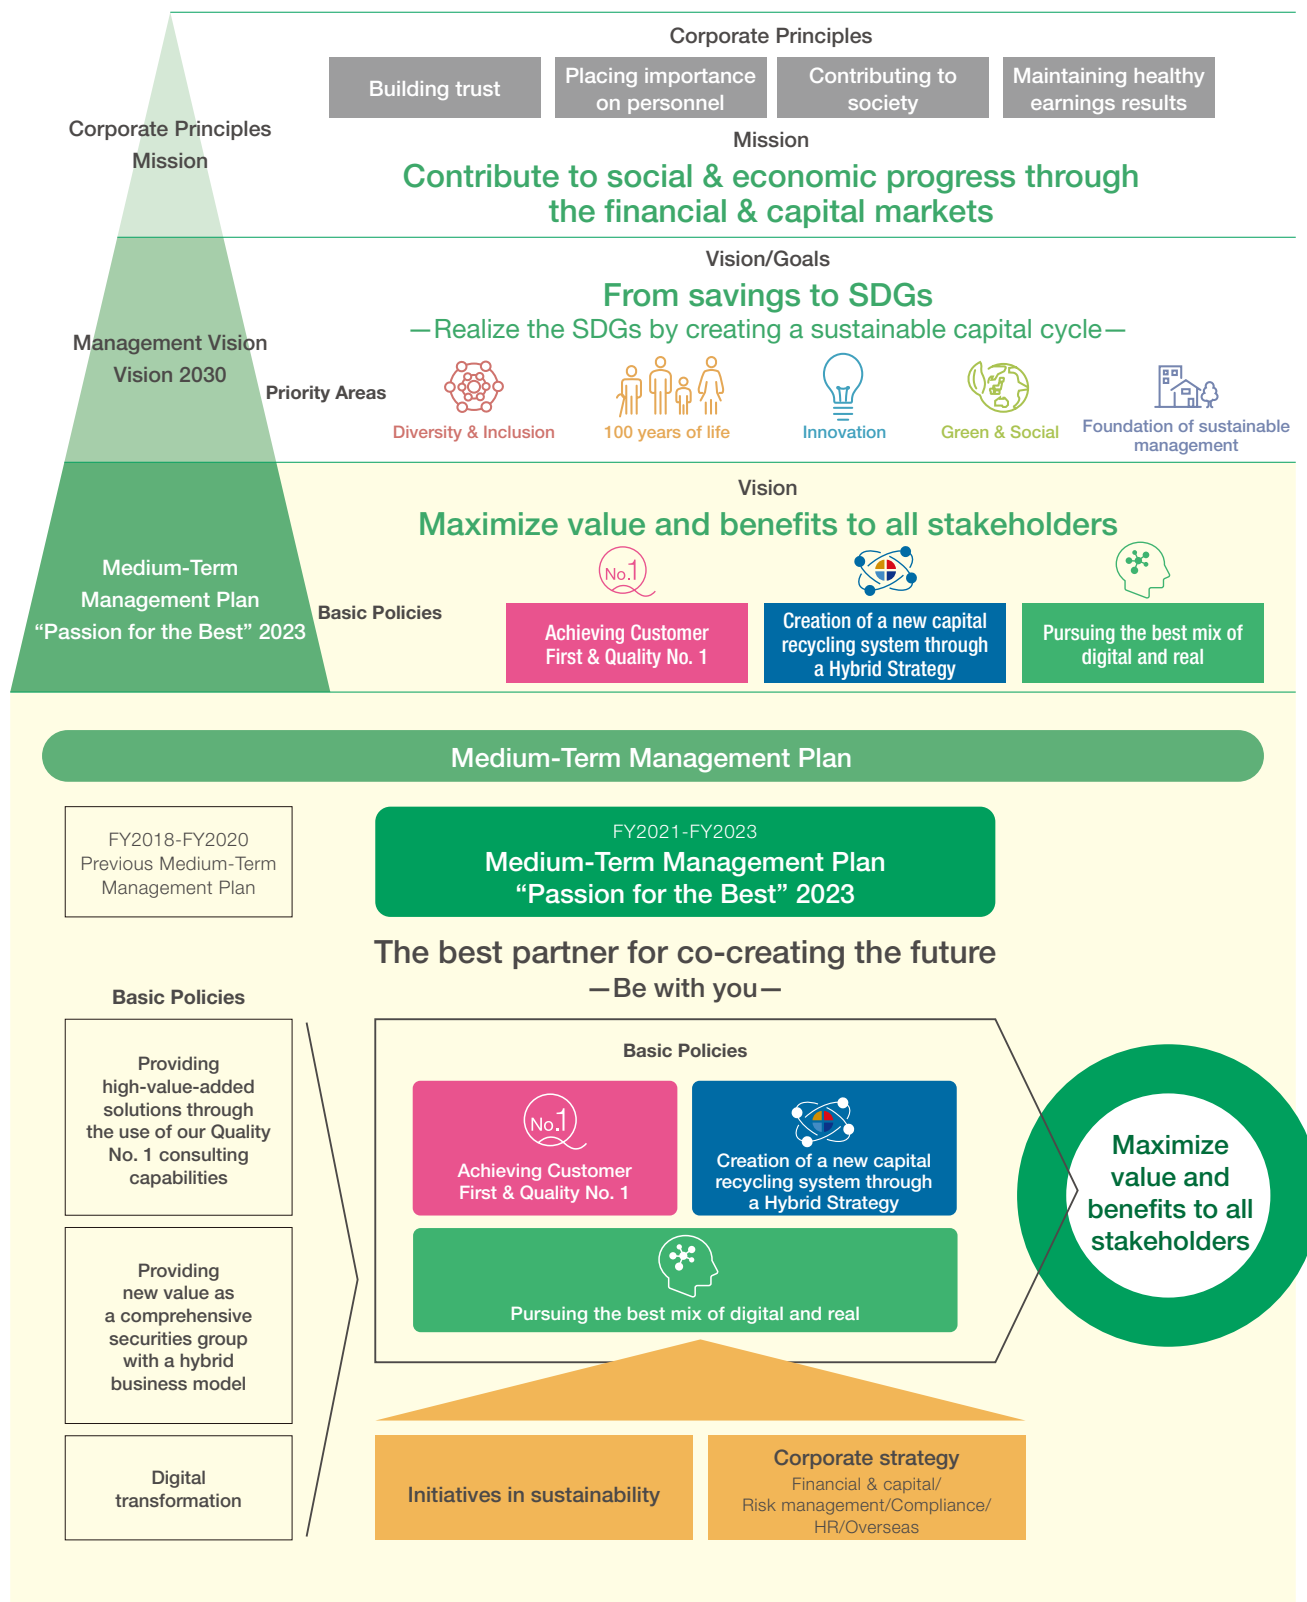 Corporate Principles
Mission
Corporate Principles
Building trust
Placing importance
on personnel
Contributing to
society
Maintaining healthy
earnings results
Mission
Contribute to social & economic progress through
the financial & capital markets
Management Vision
Vision 2030
Vision/Goals
From savings to SDGs
—Realize the SDGs by creating a sustainable capital cycle—
Priority Areas
Diversity & Inclusion
100 years of life
Innovation
Green & Social
Foundation of sustainable
management
Medium-Term
Management Plan
“Passion for the Best” 2023
Vision
Maximize value and benefits to all stakeholders
Basic Policies
No.1
Achieving Customer
First & Quality No. 1
Creation of a new capital
recycling system through
a Hybrid Strategy
Pursuing the best mix of
digital and real
Medium-Term Management Plan
FY2018-FY2020
Previous Medium-Term
Management Plan
FY2021-FY2023
Medium-Term Management Plan
“Passion for the Best” 2023
The best partner for co-creating the future
—Be with you—
Basic Policies
Providing
high-value-added
solutions through
the use of our Quality
No. 1 consulting
capabilities
Providing
new value as
a comprehensive
securities group
with a hybrid
business model
Digital
transformation
Basic Policies
No.1
Achieving Customer
First & Quality No. 1
Creation of a new capital
recycling system through
a Hybrid Strategy
Pursuing the best mix of digital and real
Maximize
value and
benefits to all
stakeholders
Initiatives in sustainability
Corporate strategy
Financial & capital/
Risk management/Compliance/
HR/Overseas